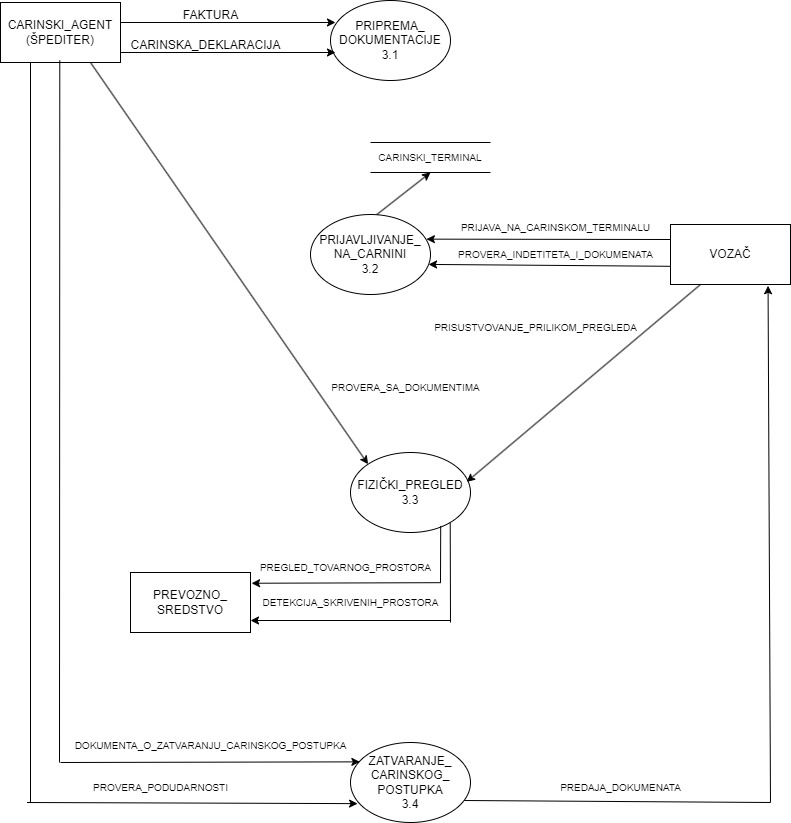 CARINSKI_AGENT
(ŠPEDITER)
FAKTURA
CARINSKA_DEKLARACIJA
PRIPREMA_
DOKUMENTACIJE
3.1
CARINSKI_TERMINAL
PRIJAVLJIVANJE_
NA_CARNINI
3.2
PRIJAVA_NA_CARINSKOM_TERMINALU
PROVERA_INDETITETA_I_DOKUMENATA
VOZAČ
PRISUSTVOVANJE_PRILIKOM_PREGLEDA
PROVERA_SA_DOKUMENTIMA
FIZIČKI_PREGLED
3.3
PREGLED_TOVARNOG_PROSTORA
DETEKCIJA_SKRIVENIH_PROSTORA
PREVOZNO_
SREDSTVO
DOKUMENTA_O_ZATVARANJU_CARINSKOG_POSTUPKA
PROVERA_PODUDARNOSTI
ZATVARANJE_
CARINSKOG_
POSTUPKA
3.4
PREDAJA_DOKUMENATA